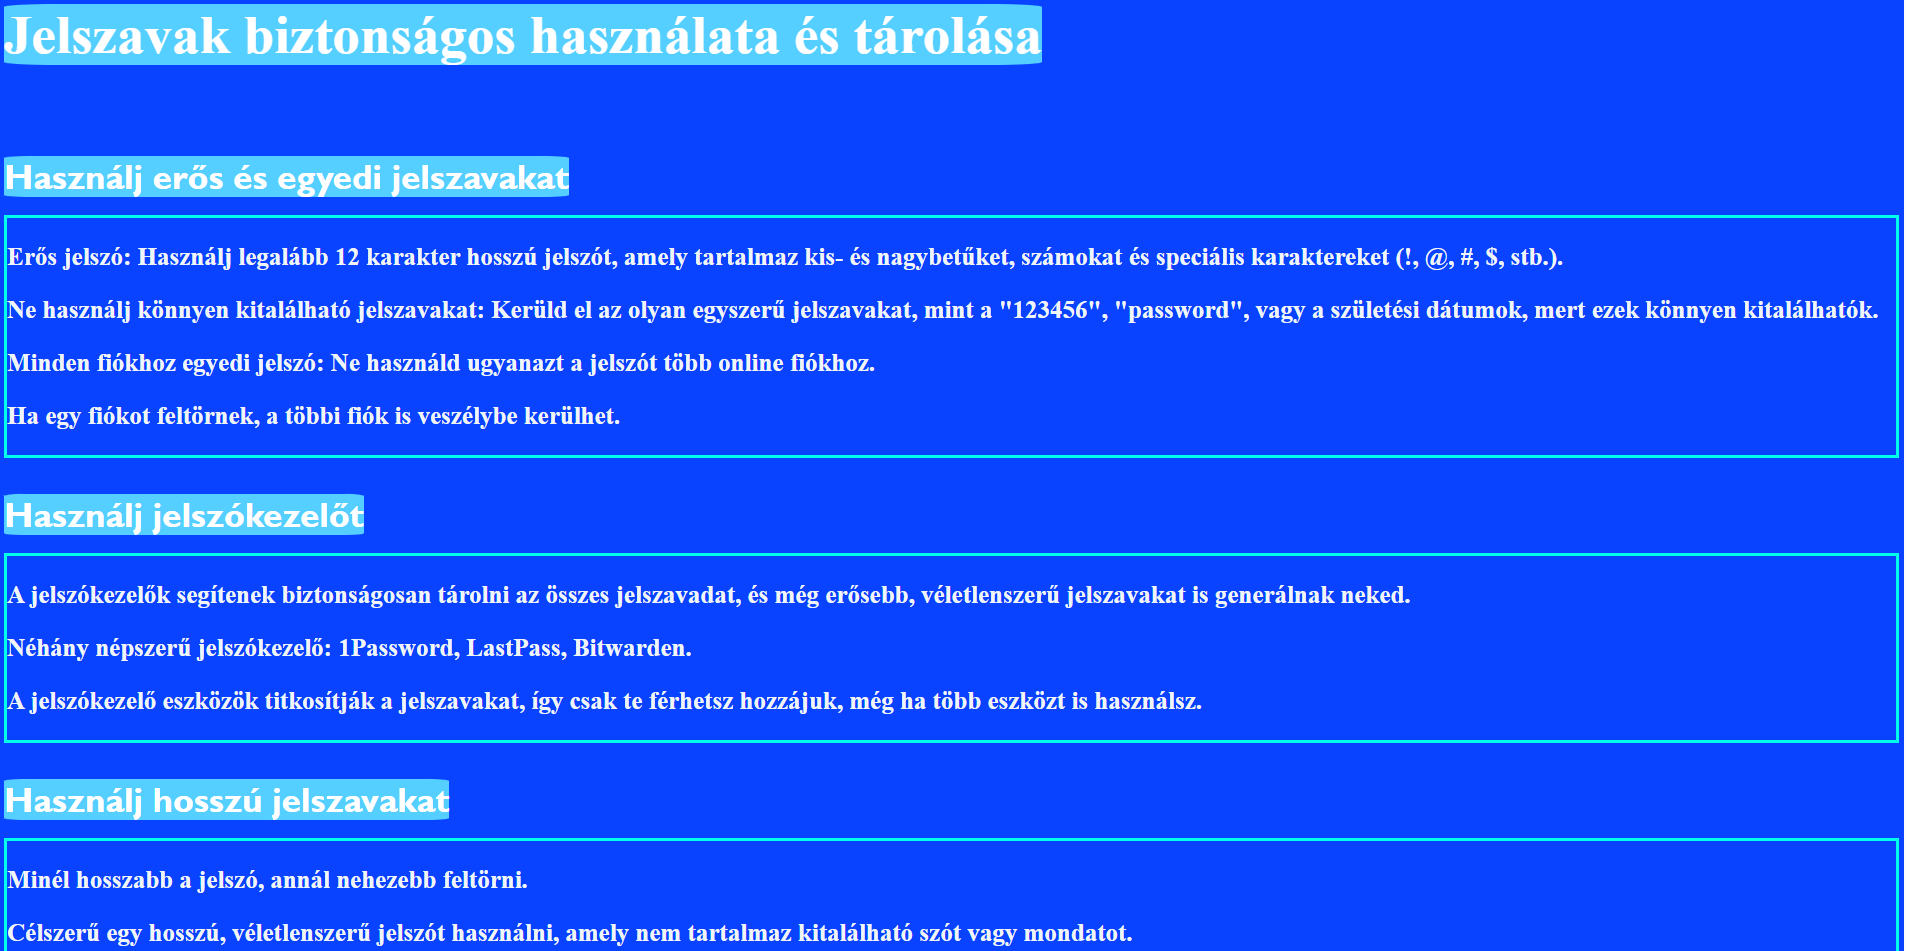 Jelszavak biztonságos használata és tárolása
Használj erős és egyedi jelszavakat
Erős jelszó: Használj legalább 12 karakter hosszú jelszót, amely tartalmaz kis- és nagybetűket, számokat és speciális karaktereket (!, @, #, $, stb.).
Ne használj könnyen kitalálható jelszavakat: Kerüld el az olyan egyszerű jelszavakat, mint a "123456", "password", vagy a születési dátumok, mert ezek könnyen kitalálhatók.
Minden fiókhoz egyedi jelszó: Ne használd ugyanazt a jelszót több online fiókhoz.
Ha egy fiókot feltörnek, a többi fiók is veszélybe kerülhet.
Használj jelszókezelőt
A jelszókezelők segítenek biztonságosan tárolni az összes jelszavadat, és még erősebb, véletlenszerű jelszavakat is generálnak neked.
Néhány népszerű jelszókezelő: 1Password, LastPass, Bitwarden.
A jelszókezelő eszközök titkosítják a jelszavakat, így csak te férhetsz hozzájuk, még ha több eszközt is használsz.
Használj hosszú jelszavakat
Minél hosszabb a jelszó, annál nehezebb feltörni.
Célszerű egy hosszú, véletlenszerű jelszót használni, amely nem tartalmaz kitalálható szót vagy mondatot.